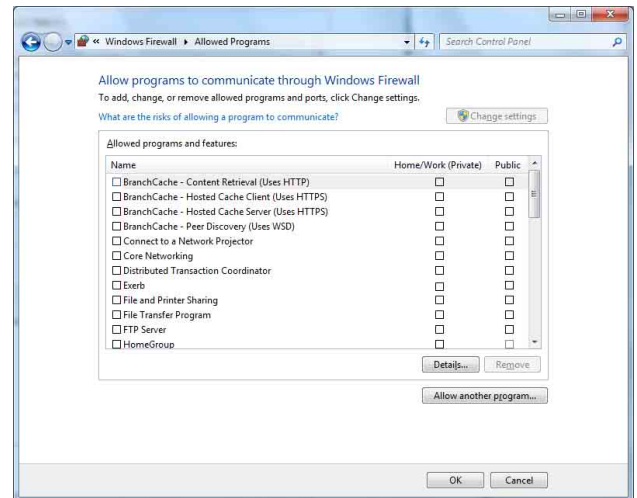 « Windows Firewall ▸ Allowed Programs
Search Control Panel
Allow programs to communicate through Windows Firewall
To add, change, or remove allowed programs and ports, click Change settings.
What are the risks of allowing a program to communicate?
Change settings
Allowed programs and features:
Name Home/Work (Private) Public
BranchCache - Content Retrieval (Uses HTTP)
BranchCache - Hosted Cache Client (Uses HTTPS)
BranchCache - Hosted Cache Server (Uses HTTPS)
BranchCache - Peer Discovery (Uses WSD)
Connect to a Network Projector
Core Networking
Distributed Transaction Coordinator
Exerb
File and Printer Sharing
File Transfer Program
FTP Server
HomeGroup
Details... Remove
Allow another program...
OK Cancel